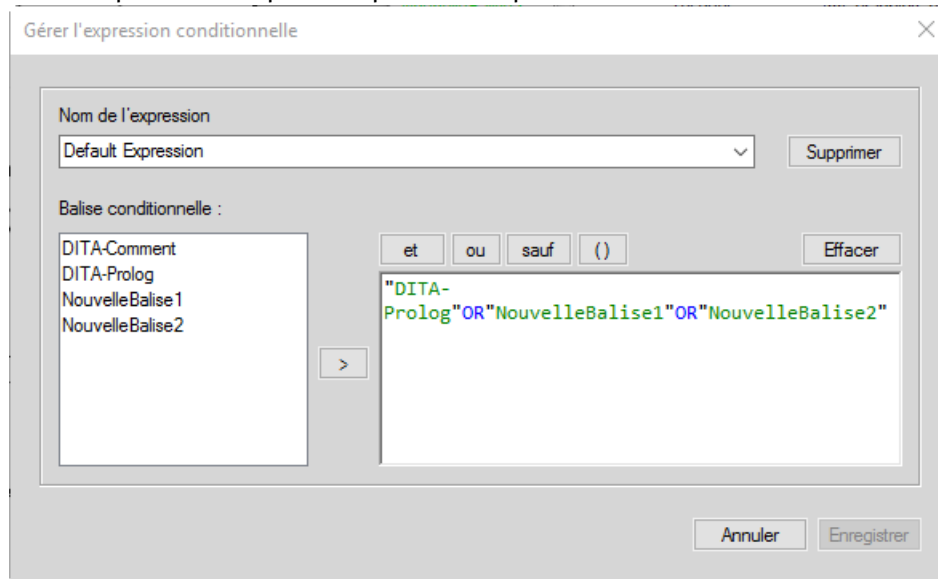 Gérer l'expression conditionnelle
Nom de l'expression
Default Expression
Supprimer
Balise conditionnelle :
DITA-Comment
DITA-Prolog
NouvelleBalise1
NouvelleBalise2
>
et ou sauf () Effacer
"DITA-
Prolog"OR"NouvelleBalise1"OR"NouvelleBalise2"
Annuler Enregistrer